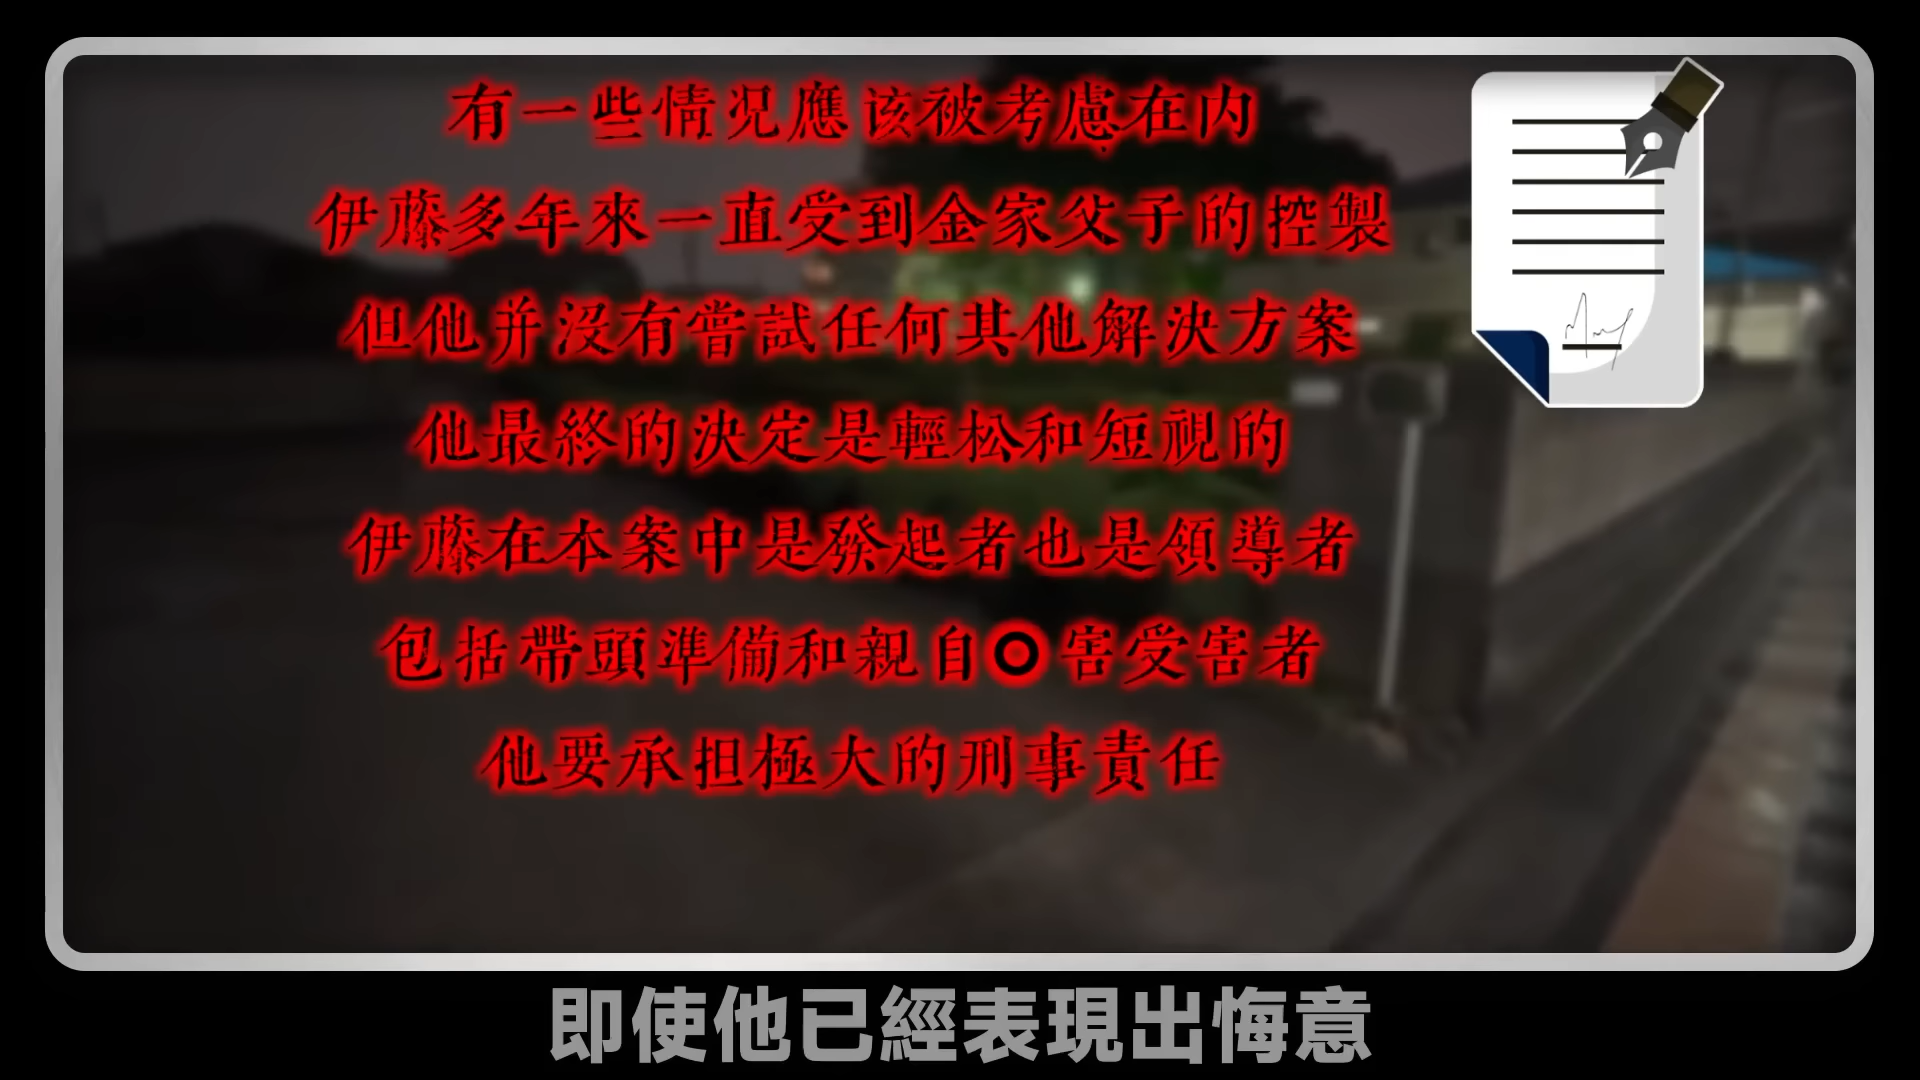 有一些情况應该被考慮在内
伊藤多年來一直受到金家父子的控製
但他并沒有嘗試任何其他解決方案
他最終的決定是輕松和短視的
伊藤在本案中是發起者也是領導者
包括帶頭準備和親自〇害受害者
他要承担極大的刑事責任
即使他已經表現出悔意